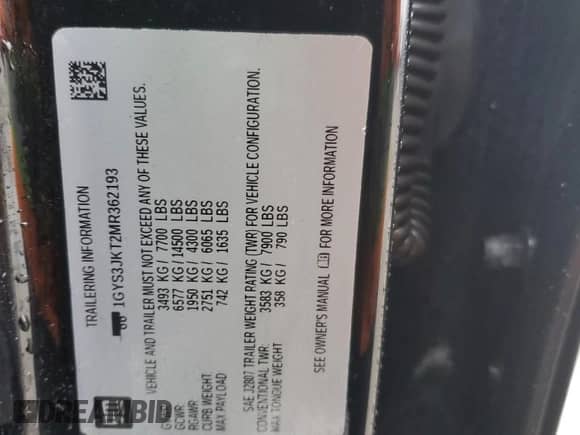 TRAILERING INFORMATION
1GYS3JKT2MR362193
VEHICLE AND TRAILER MUST NOT EXCEED ANY OF THESE VALUES.
3493 KG / 7700 LBS
GCWR 6577 KG / 14500 LBS
RGAWR 1950 KG / 4300 LBS
CURB WEIGHT 2751 KG / 6065 LBS
MAX PAYLOAD 742 KG / 1635 LBS
SAE J2807 TRAILER WEIGHT RATING (TWR) FOR VEHICLE CONFIGURATION.
CONVENTIONAL TWR 3583 KG / 7900 LBS
MAX TONGUE WEIGHT 358 KG / 790 LBS
SEE OWNER'S MANUAL FOR MORE INFORMATION
DREAMBID